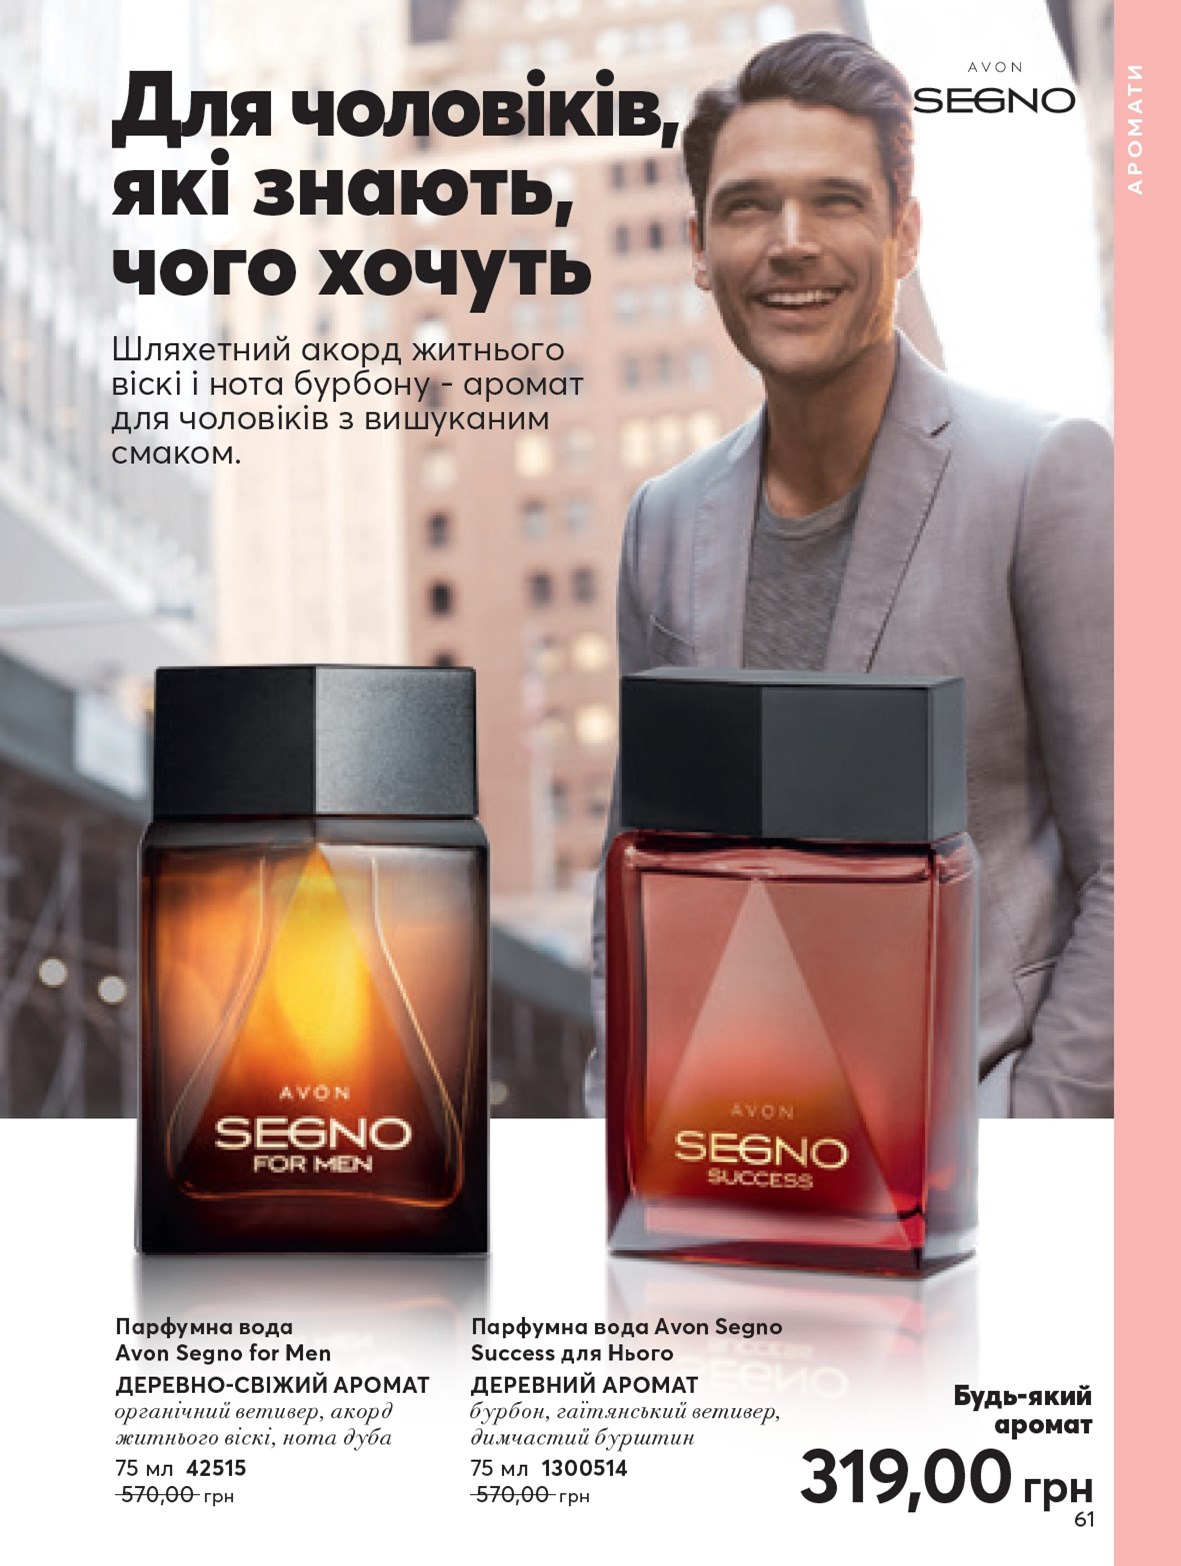 AVON
SEGNO
АРОМАТИ
Для чоловіків,
які знають,
чого хочуть
Шляхетний акорд житнього
віскі і нота бурбону - аромат
для чоловіків з вишуканим
смаком.
AVON
SEGNO
FOR MEN
AVON
SEGNO
SUCCESS
Парфумна вода
Avon Segno for Men
ДЕРЕВНО-СВІЖИЙ АРОМАТ
органічний ветивер, акорд
житнього віскі, нота дуба
75 мл 42515
570,00 грн
Парфумна вода Avon Segno
Success для Нього
ДЕРЕВНИЙ АРОМАТ
бурбон, гаїтянський ветивер,
димчастий бурштин
75 мл 1300514
570,00 грн
Будь-який
аромат
319,00 грн
61